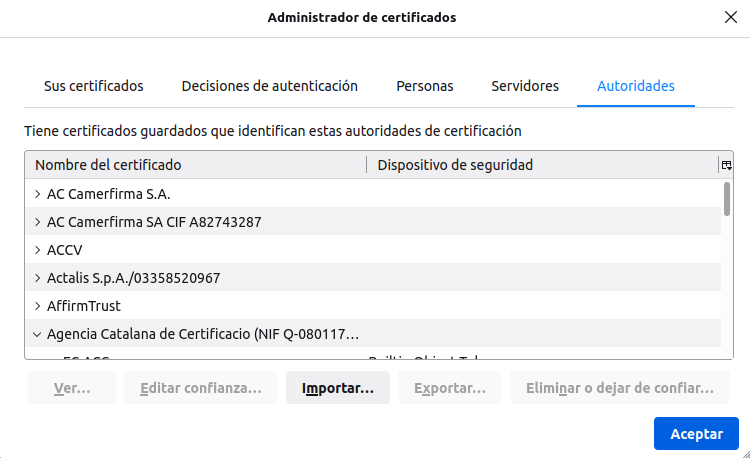 Administrador de certificados
Sus certificados Decisiones de autenticación Personas Servidores Autoridades
Tiene certificados guardados que identifican estas autoridades de certificación
Nombre del certificado Dispositivo de seguridad
AC Camerfirma S.A.
AC Camerfirma SA CIF A82743287
ACCV
Actalis S.p.A./03358520967
AffirmTrust
Agencia Catalana de Certificacio (NIF Q-080117…
Ver… Editar confianza… Importar… Exportar… Eliminar o dejar de confiar…
Aceptar